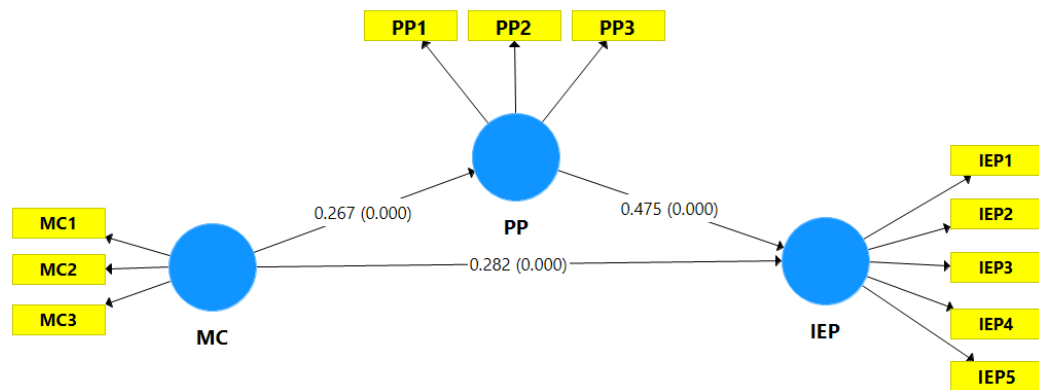 PP1
PP2
PP3
PP
0.267 (0.000)
0.475 (0.000)
0.282 (0.000)
MC1
MC2
MC3
MC
IEP1
IEP2
IEP3
IEP4
IEP5
IEP